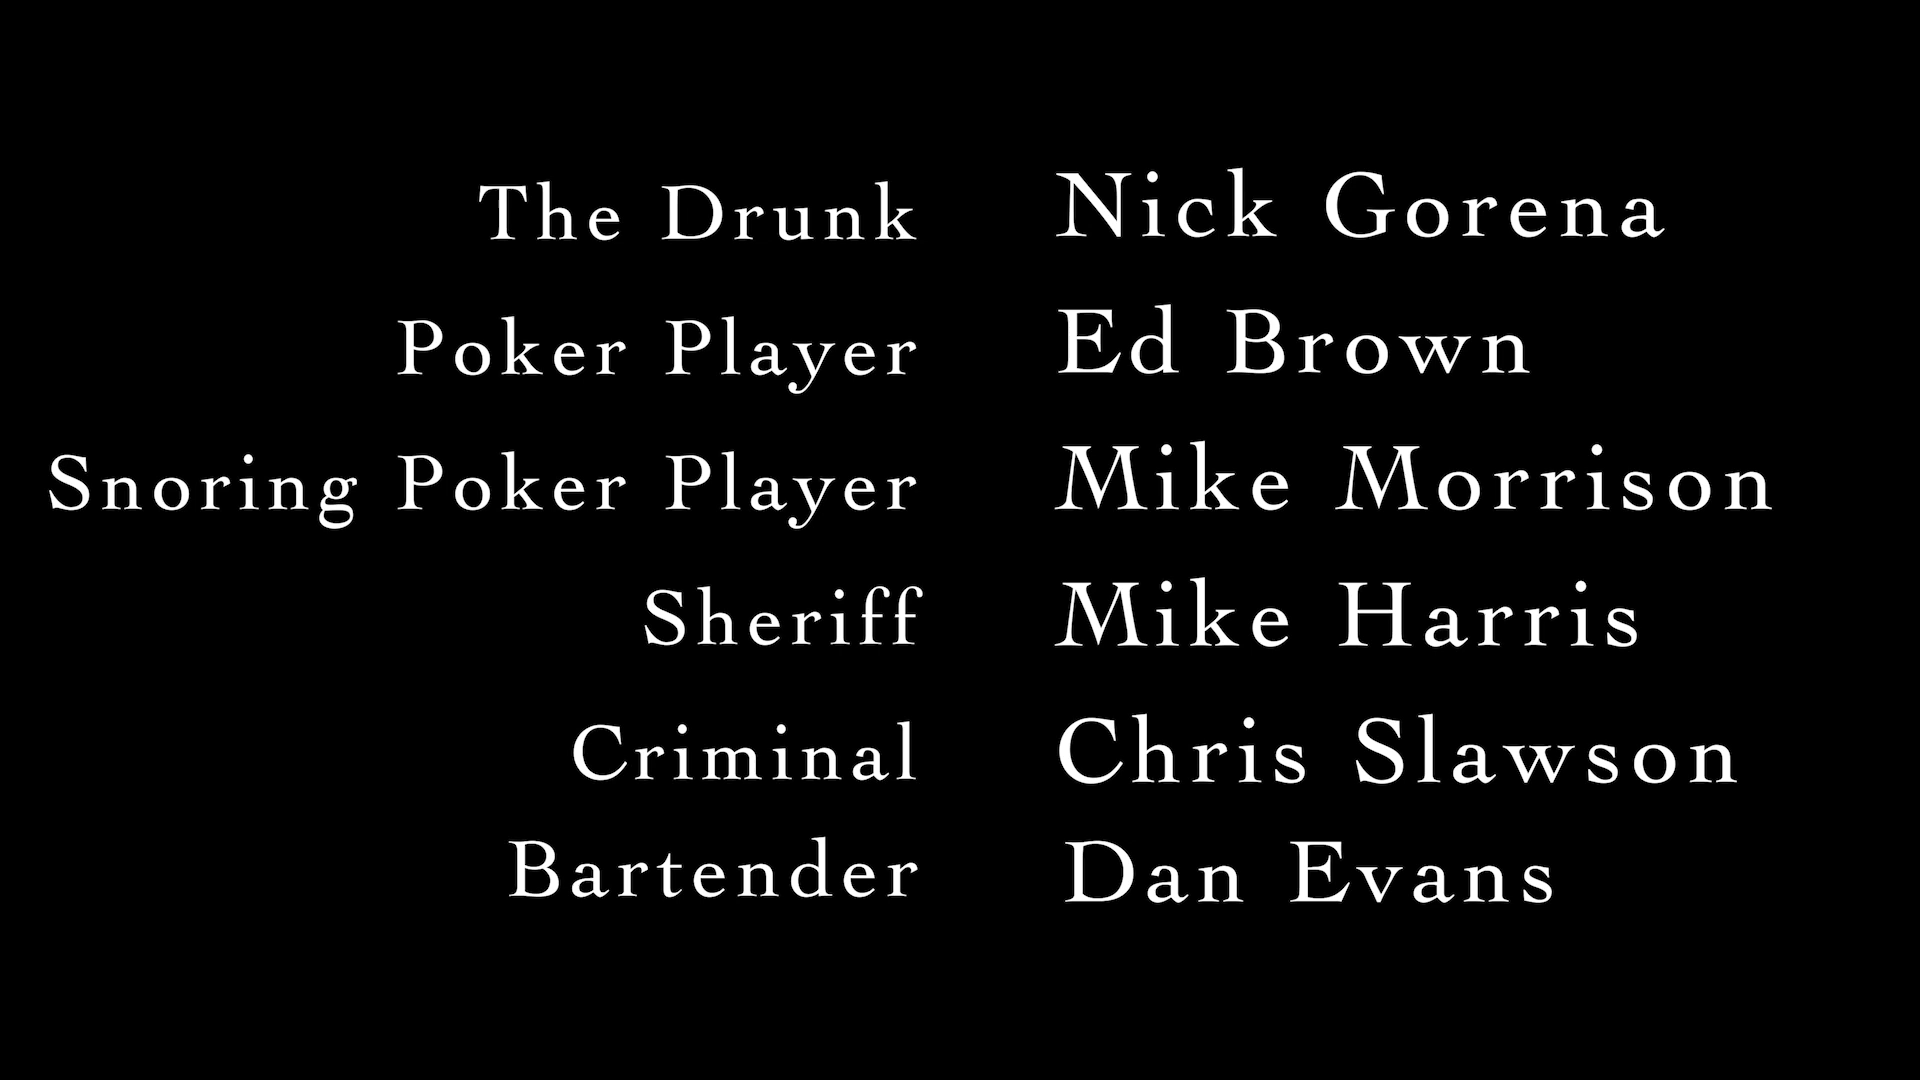 The Drunk Nick Gorena
Poker Player Ed Brown
Snoring Poker Player Mike Morrison
Sheriff Mike Harris
Criminal Chris Slawson
Bartender Dan Evans